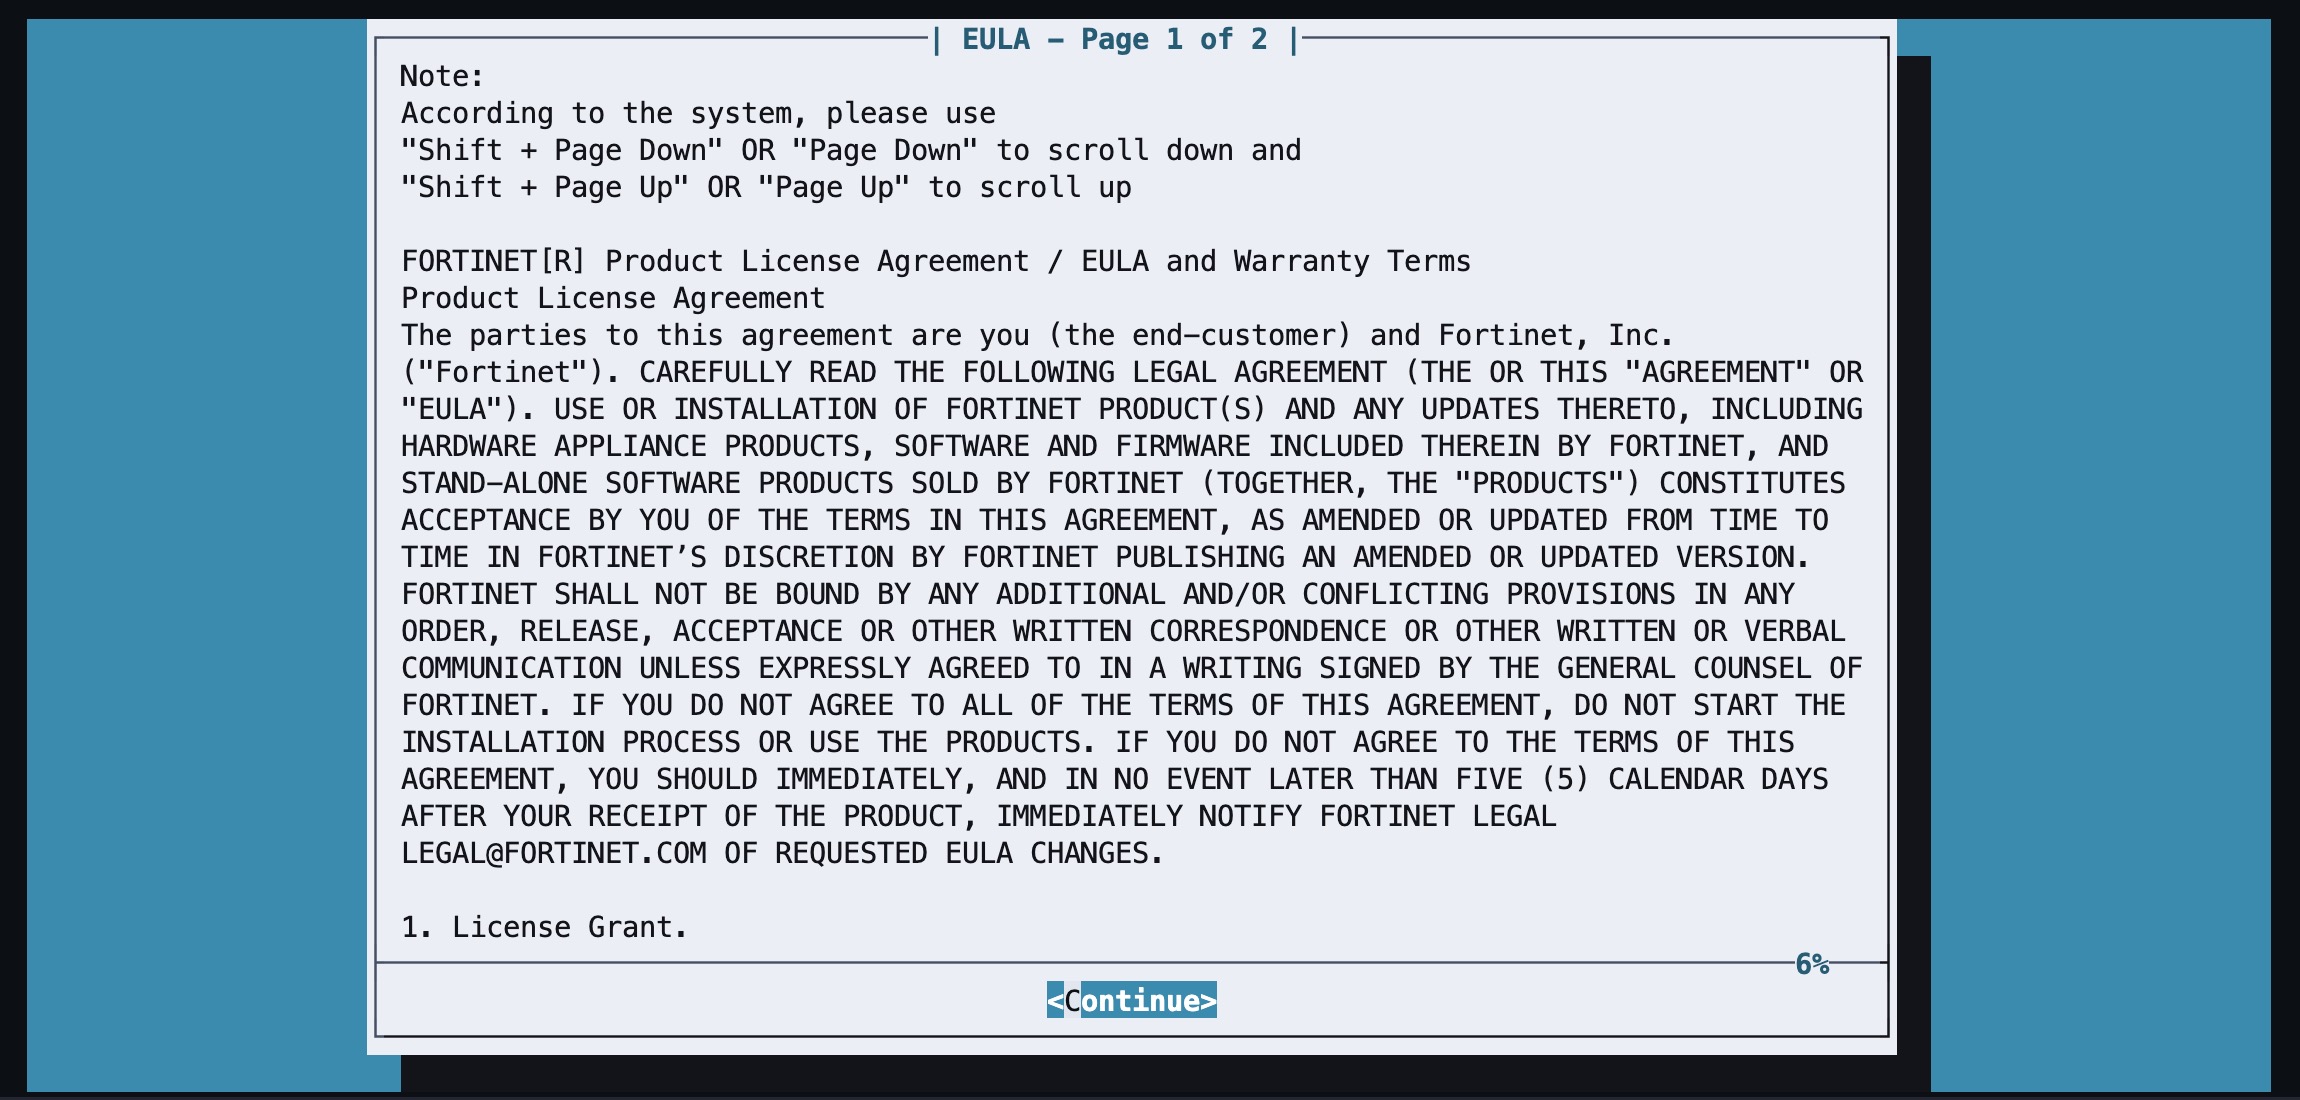 | EULA - Page 1 of 2 |
Note:
According to the system, please use
"Shift + Page Down" OR "Page Down" to scroll down and
"Shift + Page Up" OR "Page Up" to scroll up
FORTINET[R] Product License Agreement / EULA and Warranty Terms
Product License Agreement
The parties to this agreement are you (the end-customer) and Fortinet, Inc.
("Fortinet"). CAREFULLY READ THE FOLLOWING LEGAL AGREEMENT (THE OR THIS "AGREEMENT" OR
"EULA"). USE OR INSTALLATION OF FORTINET PRODUCT(S) AND ANY UPDATES THERETO, INCLUDING
HARDWARE APPLIANCE PRODUCTS, SOFTWARE AND FIRMWARE INCLUDED THEREIN BY FORTINET, AND
STAND-ALONE SOFTWARE PRODUCTS SOLD BY FORTINET (TOGETHER, THE "PRODUCTS") CONSTITUTES
ACCEPTANCE BY YOU OF THE TERMS IN THIS AGREEMENT, AS AMENDED OR UPDATED FROM TIME TO
TIME IN FORTINET’S DISCRETION BY FORTINET PUBLISHING AN AMENDED OR UPDATED VERSION.
FORTINET SHALL NOT BE BOUND BY ANY ADDITIONAL AND/OR CONFLICTING PROVISIONS IN ANY
ORDER, RELEASE, ACCEPTANCE OR OTHER WRITTEN CORRESPONDENCE OR OTHER WRITTEN OR VERBAL
COMMUNICATION UNLESS EXPRESSLY AGREED TO IN A WRITING SIGNED BY THE GENERAL COUNSEL OF
FORTINET. IF YOU DO NOT AGREE TO ALL OF THE TERMS OF THIS AGREEMENT, DO NOT START THE
INSTALLATION PROCESS OR USE THE PRODUCTS. IF YOU DO NOT AGREE TO THE TERMS OF THIS
AGREEMENT, YOU SHOULD IMMEDIATELY, AND IN NO EVENT LATER THAN FIVE (5) CALENDAR DAYS
AFTER YOUR RECEIPT OF THE PRODUCT, IMMEDIATELY NOTIFY FORTINET LEGAL
LEGAL@FORTINET.COM OF REQUESTED EULA CHANGES.
1. License Grant.
6%
<Continue>